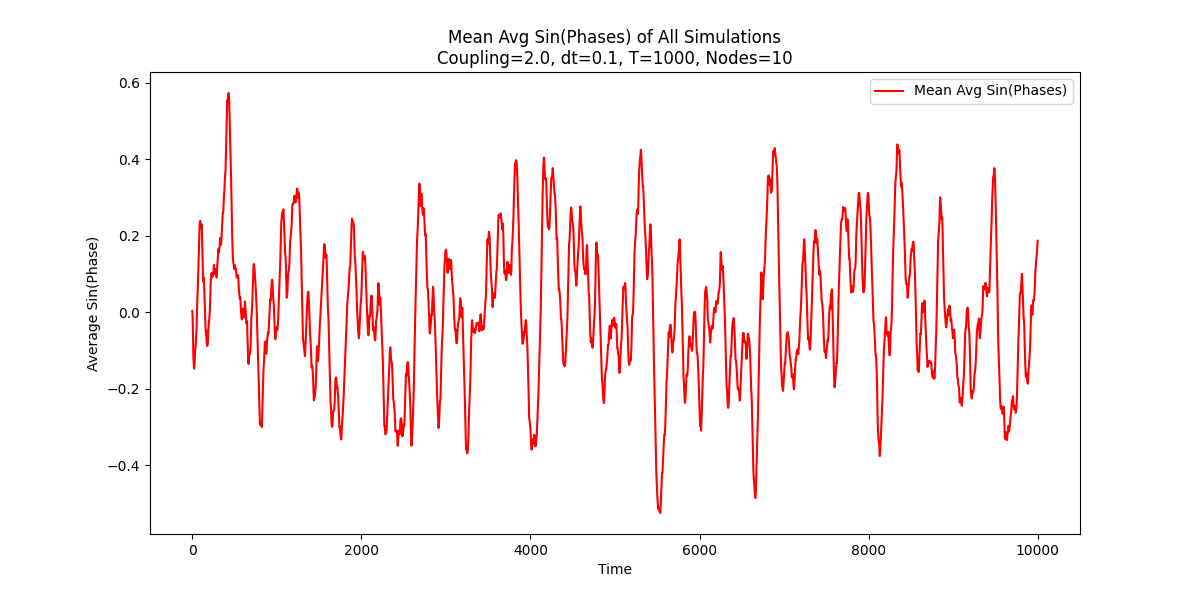 Mean Avg Sin(Phases) of All Simulations
Coupling=2.0, dt=0.1, T=1000, Nodes=10
Mean Avg Sin(Phases)
Average Sin(Phase)
0.6
0.4
0.2
0.0
−0.2
−0.4
0
2000
4000
6000
8000
10000
Time